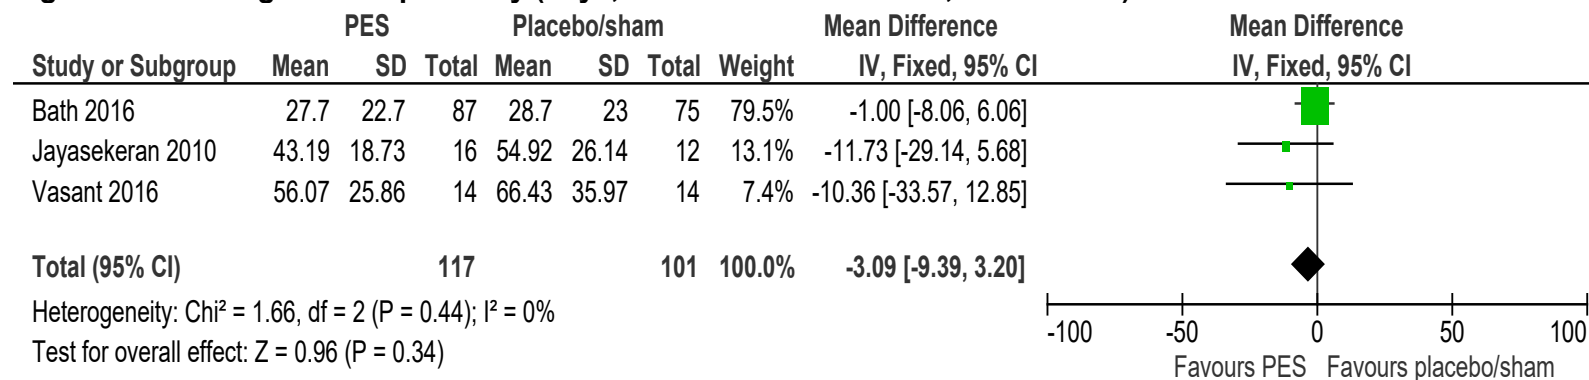 PES Placebo/sham Mean Difference Mean Difference
Study or Subgroup Mean SD Total Mean SD Total Weight IV, Fixed, 95% CI IV, Fixed, 95% CI
Bath 2016 27.7 22.7 87 28.7 23 75 79.5% -1.00 [-8.06, 6.06]
Jayasekeran 2010 43.19 18.73 16 54.92 26.14 12 13.1% -11.73 [-29.14, 5.68]
Vasant 2016 56.07 25.86 14 66.43 35.97 14 7.4% -10.36 [-33.57, 12.85]
Total (95% CI) 117 101 100.0% -3.09 [-9.39, 3.20]
Heterogeneity: Chi² = 1.66, df = 2 (P = 0.44); I² = 0%
Test for overall effect: Z = 0.96 (P = 0.34)
-100 -50 0 50 100
Favours PES Favours placebo/sham